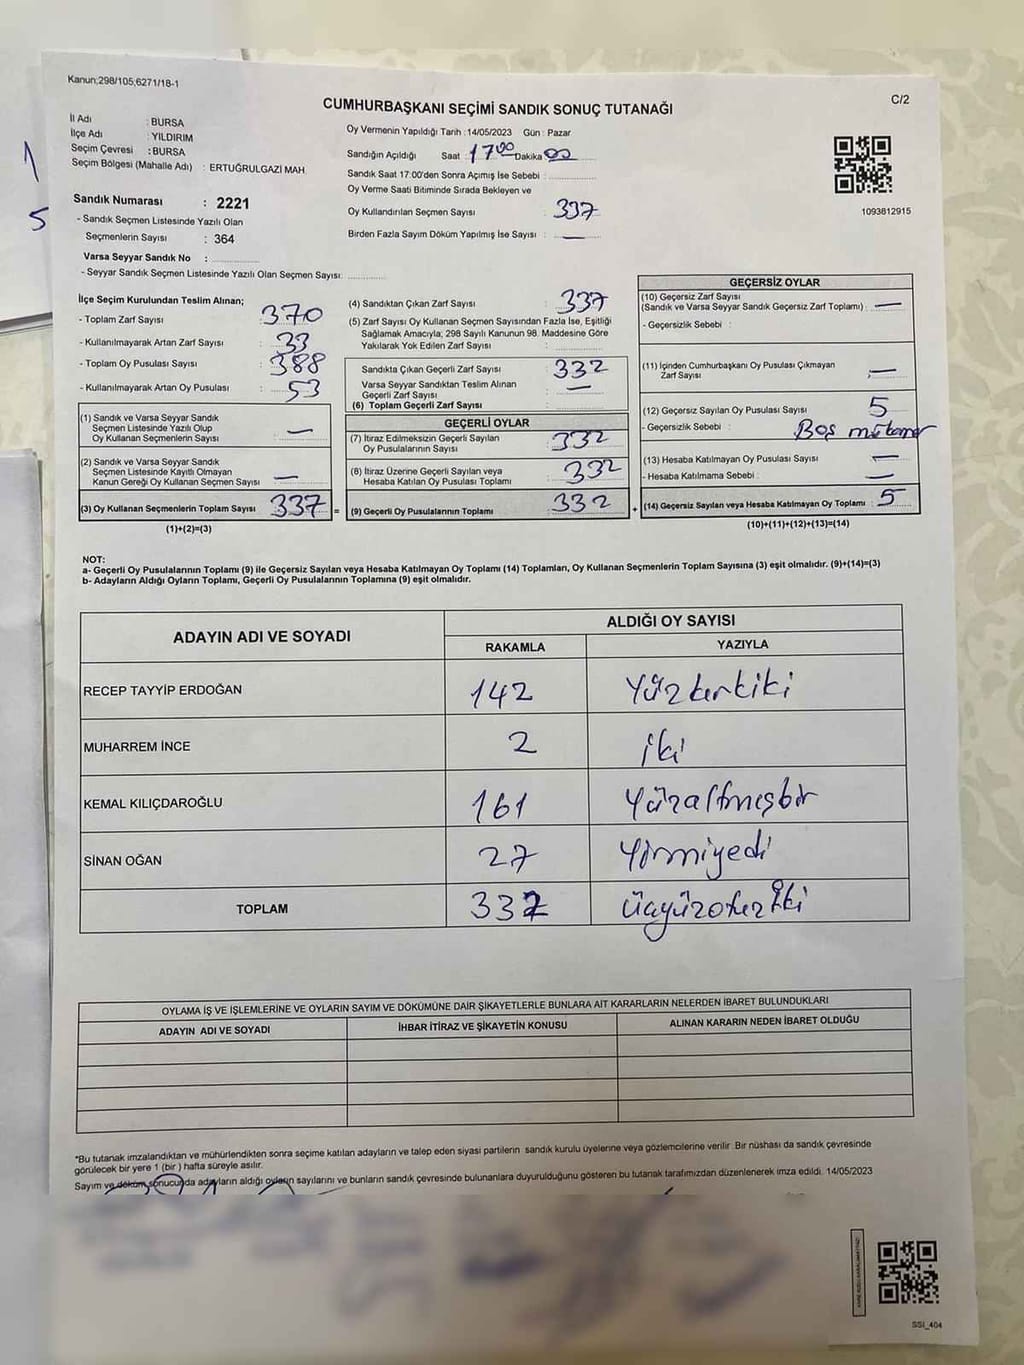 Kanun;298/105,6271/18-1
CUMHURBAŞKANI SEÇİMİ SANDIK SONUÇ TUTANAĞI
C/2
İl Adı : BURSA
İlçe Adı : YILDIRIM
Seçim Çevresi : BURSA
Seçim Bölgesi (Mahalle Adı) : ERTUĞRULGAZİ MAH.
Sandık Numarası : 2221
- Sandık Seçmen Listesinde Yazılı Olan
Seçmenlerin Sayısı : 364
Varsa Seyyar Sandık No :
- Seyyar Sandık Seçmen Listesinde Yazılı Olan Seçmen Sayısı:
Oy Vermenin Yapıldığı Tarih :14/05/2023 Gün : Pazar
Sandığın Açıldığı Saat : 17 00 Dakika 00
Sandık Saat 17:00'den Sonra Açımış İse Sebebi :
Oy Verme Saati Bitiminde Sırada Bekleyen ve
Oy Kullandırılan Seçmen Sayısı : 337
Birden Fazla Sayım Döküm Yapılmış İse Sayısı : —
1093812915
1
5
İlçe Seçim Kurulundan Teslim Alınan;
- Toplam Zarf Sayısı : 370
- Kullanılmayarak Artan Zarf Sayısı : 33
- Toplam Oy Pusulası Sayısı : 388
- Kullanılmayarak Artan Oy Pusulası : 53
(1) Sandık ve Varsa Seyyar Sandık
Seçmen Listesinde Yazılı Olup
Oy Kullanan Seçmenlerin Sayısı : —
(2) Sandık ve Varsa Seyyar Sandık
Seçmen Listesinde Kayıtlı Olmayan
Kanun Gereği Oy Kullanan Seçmen Sayısı : —
(3) Oy Kullanan Seçmenlerin Toplam Sayısı : 337 =
(1)+(2)=(3)
(4) Sandıktan Çıkan Zarf Sayısı : 337
(5) Zarf Sayısı Oy Kullanan Seçmen Sayısından Fazla İse, Eşitliği
Sağlamak Amacıyla; 298 Sayılı Kanunun 98. Maddesine Göre
Yakılarak Yok Edilen Zarf Sayısı :
Sandıkta Çıkan Geçerli Zarf Sayısı : 332
Varsa Seyyar Sandıktan Teslim Alınan
Geçerli Zarf Sayısı : —
(6) Toplam Geçerli Zarf Sayısı :
GEÇERLİ OYLAR
(7) İtiraz Edilmeksizin Geçerli Sayılan
Oy Pusulalarının Sayısı : 332
(8) İtiraz Üzerine Geçerli Sayılan veya
Hesaba Katılan Oy Pusulası Toplamı : 332
(9) Geçerli Oy Pusulalarının Toplamı : 332 +
GEÇERSİZ OYLAR
(10) Geçersiz Zarf Sayısı
(Sandık ve Varsa Seyyar Sandık Geçersiz Zarf Toplamı) : —
- Geçersizlik Sebebi :
(11) İçinden Cumhurbaşkanı Oy Pusulası Çıkmayan
Zarf Sayısı : —
(12) Geçersiz Sayılan Oy Pusulası Sayısı : 5
- Geçersizlik Sebebi : Boş
(13) Hesaba Katılmayan Oy Pusulası Sayısı : —
- Hesaba Katılmama Sebebi : —
(14) Geçersiz Sayılan veya Hesaba Katılmayan Oy Toplamı : 5
(10)+(11)+(12)+(13)=(14)
NOT:
a- Geçerli Oy Pusulalarının Toplamı (9) ile Geçersiz Sayılan veya Hesaba Katılmayan Oy Toplamı (14) Toplamları, Oy Kullanan Seçmenlerin Toplam Sayısına (3) eşit olmalıdır. (9)+(14)=(3)
b- Adayların Aldığı Oyların Toplamı, Geçerli Oy Pusulalarının Toplamına (9) eşit olmalıdır.
ADAYIN ADI VE SOYADI
ALDIĞI OY SAYISI
RAKAMLA YAZIYLA
RECEP TAYYİP ERDOĞAN 142 Yüzkırkiki
MUHARREM İNCE 2 iki
KEMAL KILIÇDAROĞLU 161 Yüzaltmışbir
SİNAN OĞAN 27 Yirmiyedi
TOPLAM 332 üçyüzotuziki
OYLAMA İŞ VE İŞLEMLERİNE VE OYLARIN SAYIM VE DÖKÜMÜNE DAİR ŞİKAYETLERLE BUNLARA AİT KARARLARIN NELERDEN İBARET BULUNDUKLARI
ADAYIN ADI VE SOYADI İHBAR İTİRAZ VE ŞİKAYETİN KONUSU ALINAN KARARIN NEDEN İBARET OLDUĞU
*Bu tutanak imzalandıktan ve mühürlendikten sonra seçime katılan adayların ve talep eden siyasi partilerin sandık kurulu üyelerine veya gözlemcilerine verilir. Bir nüshası da sandık çevresinde
görülecek bir yere 1 (bir ) hafta süreyle asılır.
Sayım ve döküm sonucunda adayların aldığı oyların sayılarını ve bunların sandık çevresinde bulunanlara duyurulduğunu gösteren bu tutanak tarafımızdan düzenlenerek imza edildi. 14/05/2023
SSI_404